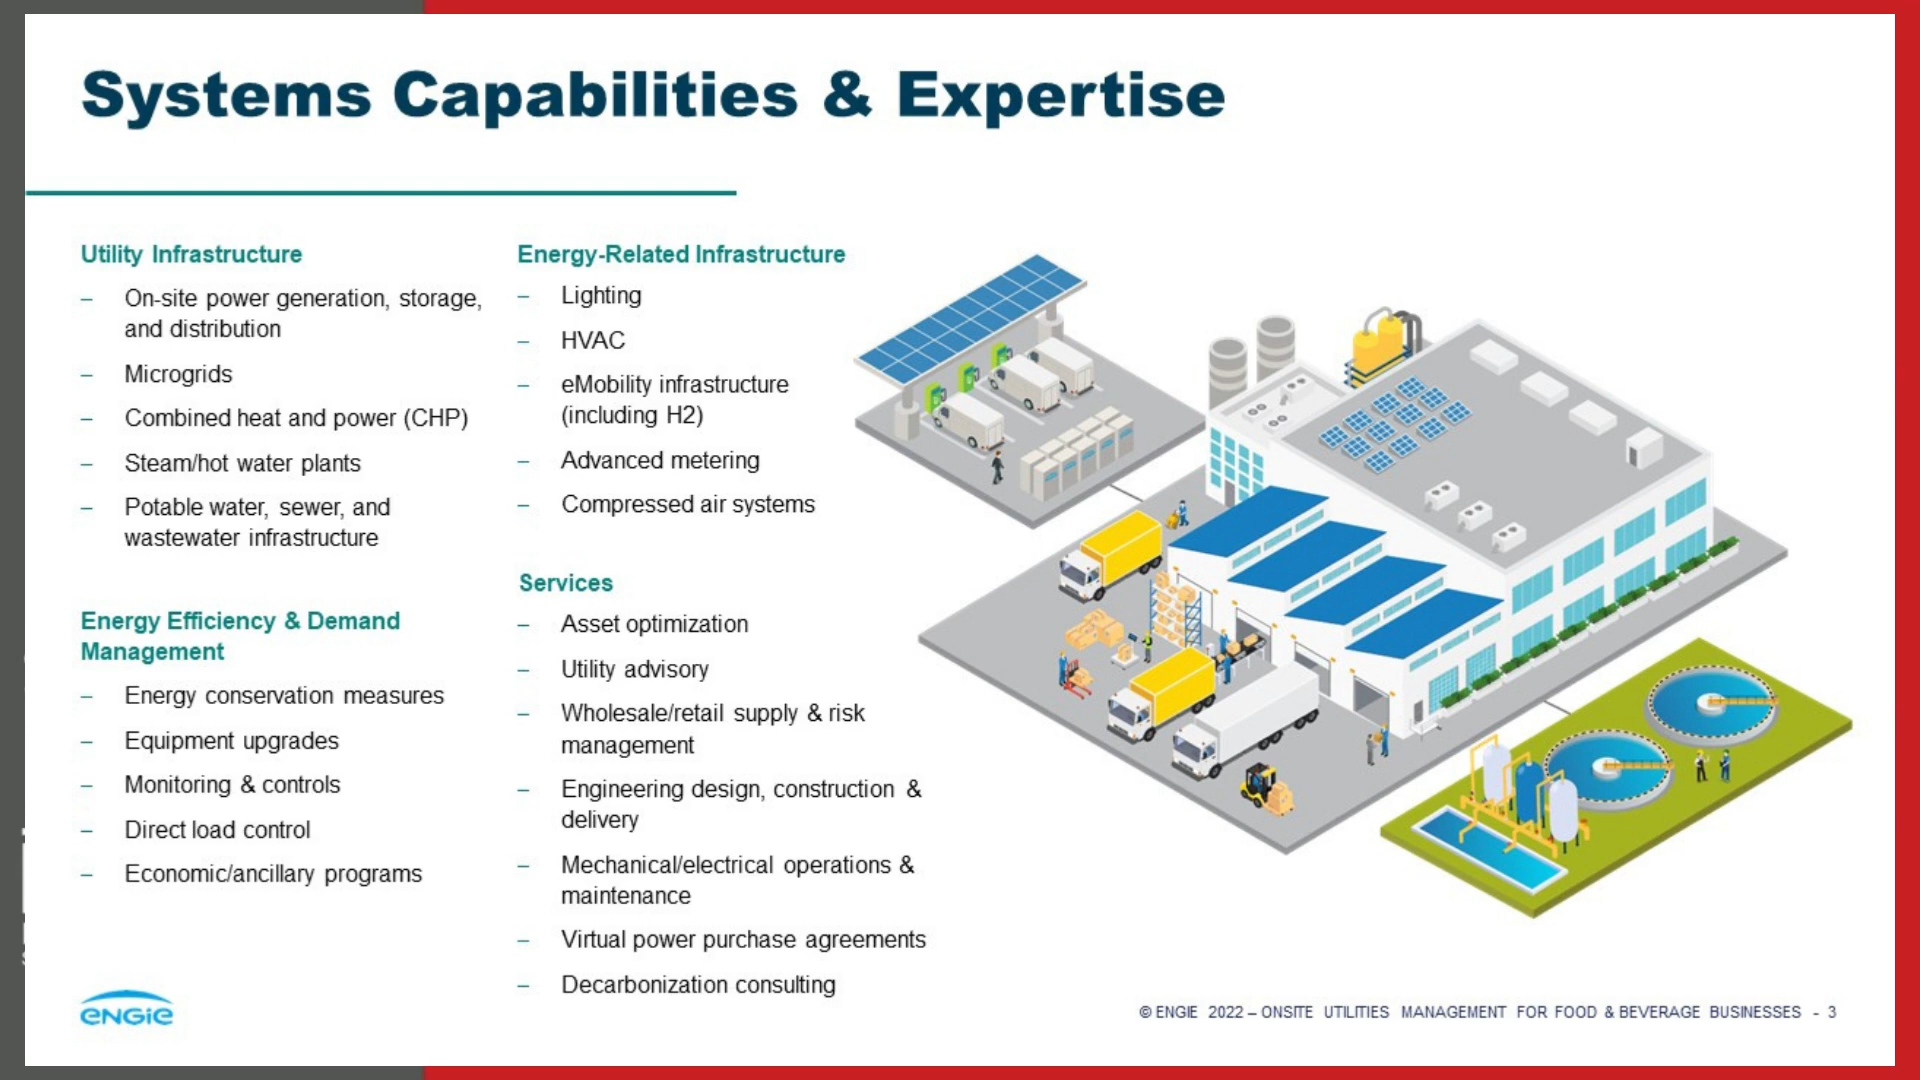 Systems Capabilities & Expertise
Utility Infrastructure
– On-site power generation, storage,
and distribution
– Microgrids
– Combined heat and power (CHP)
– Steam/hot water plants
– Potable water, sewer, and
wastewater infrastructure
Energy Efficiency & Demand
Management
– Energy conservation measures
– Equipment upgrades
– Monitoring & controls
– Direct load control
– Economic/ancillary programs
Energy-Related Infrastructure
– Lighting
– HVAC
– eMobility infrastructure
(including H2)
– Advanced metering
– Compressed air systems
Services
– Asset optimization
– Utility advisory
– Wholesale/retail supply & risk
management
– Engineering design, construction &
delivery
– Mechanical/electrical operations &
maintenance
– Virtual power purchase agreements
– Decarbonization consulting
ENGIE
© ENGIE 2022 – ONSITE UTILITIES MANAGEMENT FOR FOOD & BEVERAGE BUSINESSES - 3